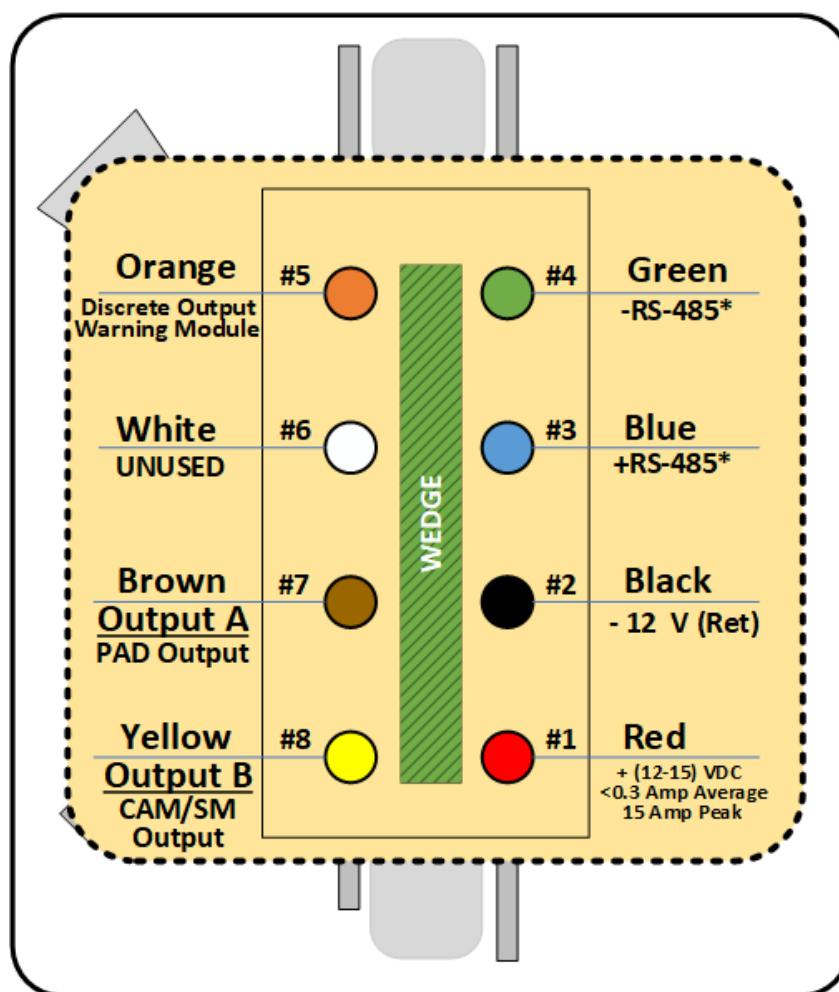 Orange
#5
Discrete Output
Warning Module
#4
Green
-RS-485*
White
#6
UNUSED
#3
Blue
+RS-485*
WEDGE
Brown
#7
Output A
PAD Output
#2
Black
- 12 V (Ret)
Yellow
#8
Output B
CAM/SM
Output
#1
Red
+ (12-15) VDC
<0.3 Amp Average
15 Amp Peak